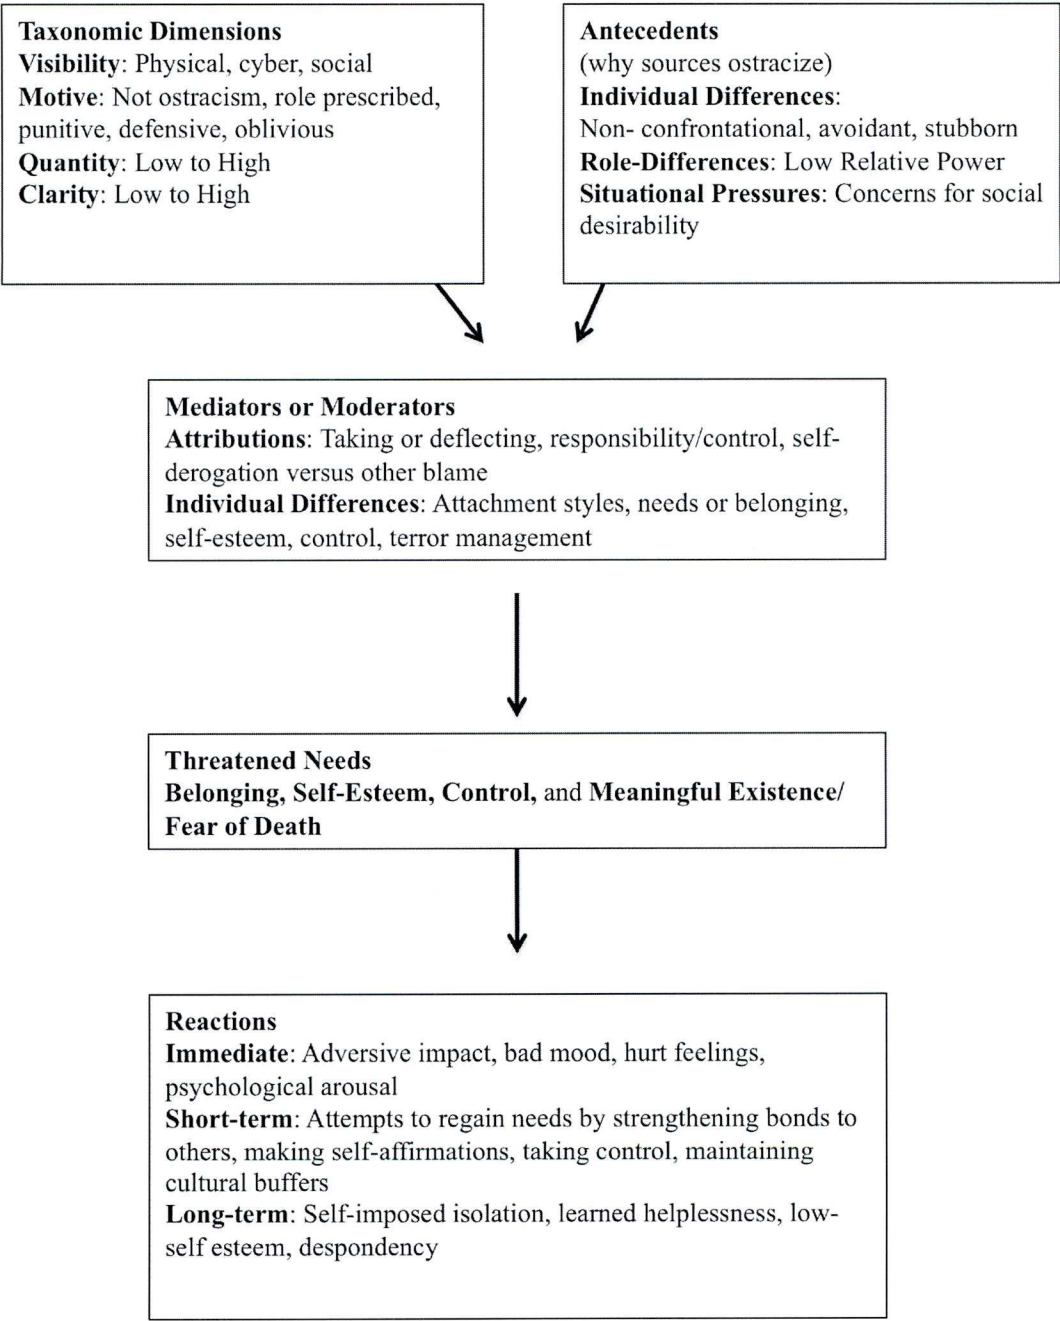 Taxonomic Dimensions
Visibility: Physical, cyber, social
Motive: Not ostracism, role prescribed,
punitive, defensive, oblivious
Quantity: Low to High
Clarity: Low to High
Antecedents
(why sources ostracize)
Individual Differences:
Non- confrontational, avoidant, stubborn
Role-Differences: Low Relative Power
Situational Pressures: Concerns for social
desirability
Mediators or Moderators
Attributions: Taking or deflecting, responsibility/control, self-
derogation versus other blame
Individual Differences: Attachment styles, needs or belonging,
self-esteem, control, terror management
Threatened Needs
Belonging, Self-Esteem, Control, and Meaningful Existence/
Fear of Death
Reactions
Immediate: Adversive impact, bad mood, hurt feelings,
psychological arousal
Short-term: Attempts to regain needs by strengthening bonds to
others, making self-affirmations, taking control, maintaining
cultural buffers
Long-term: Self-imposed isolation, learned helplessness, low-
self esteem, despondency